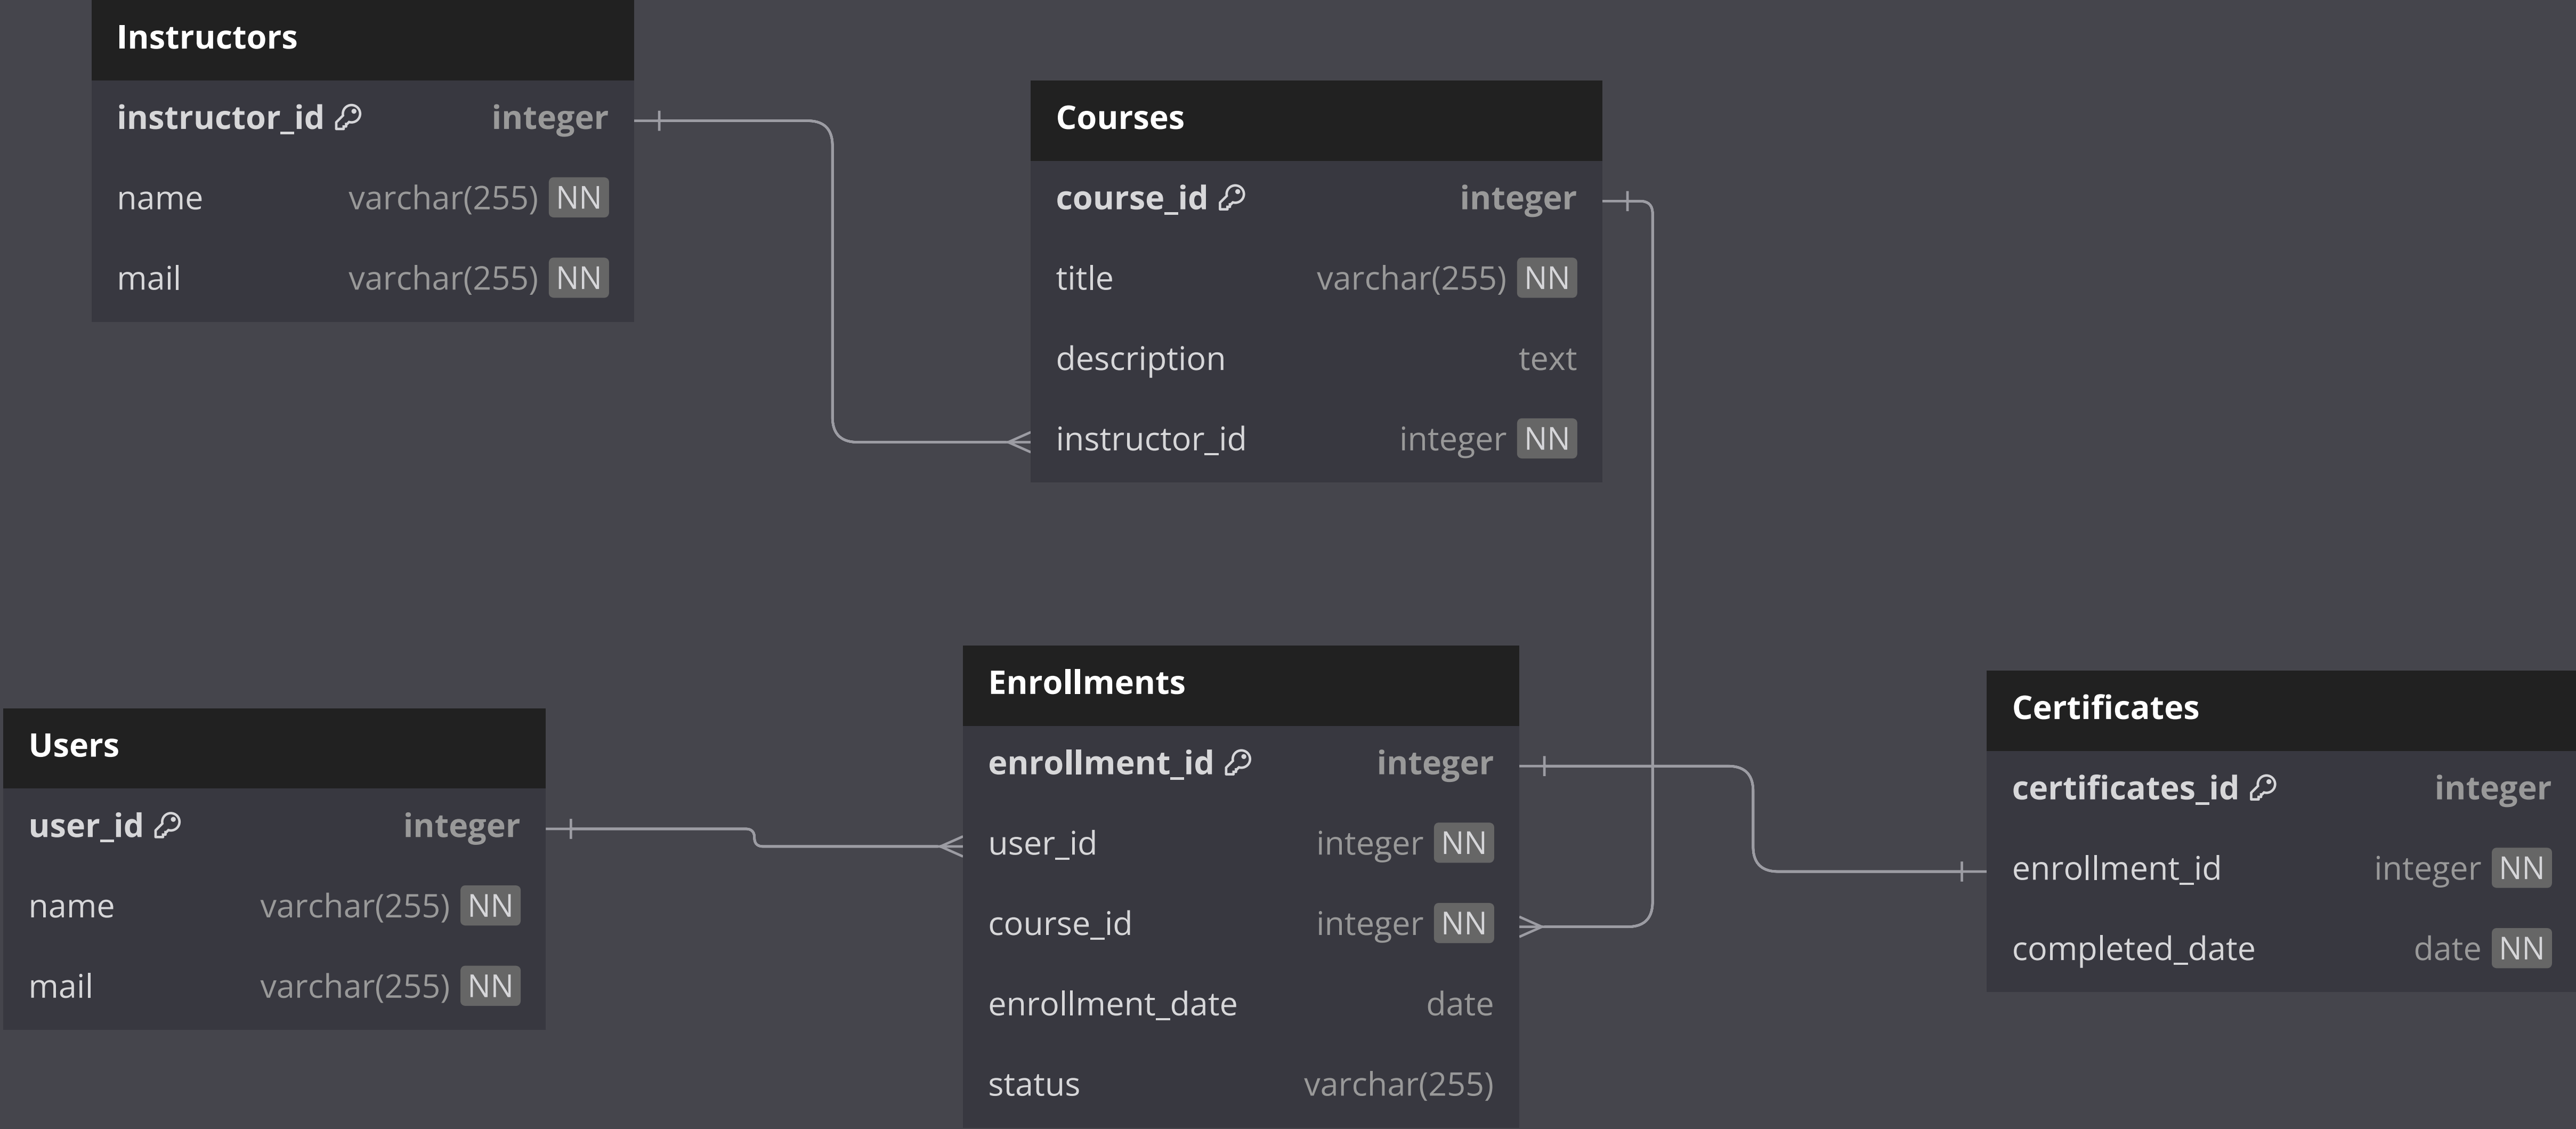 Instructors
instructor_id integer
name varchar(255) NN
mail varchar(255) NN
Courses
course_id integer
title varchar(255) NN
description text
instructor_id integer NN
Users
user_id integer
name varchar(255) NN
mail varchar(255) NN
Enrollments
enrollment_id integer
user_id integer NN
course_id integer NN
enrollment_date date
status varchar(255)
Certificates
certificates_id integer
enrollment_id integer NN
completed_date date NN